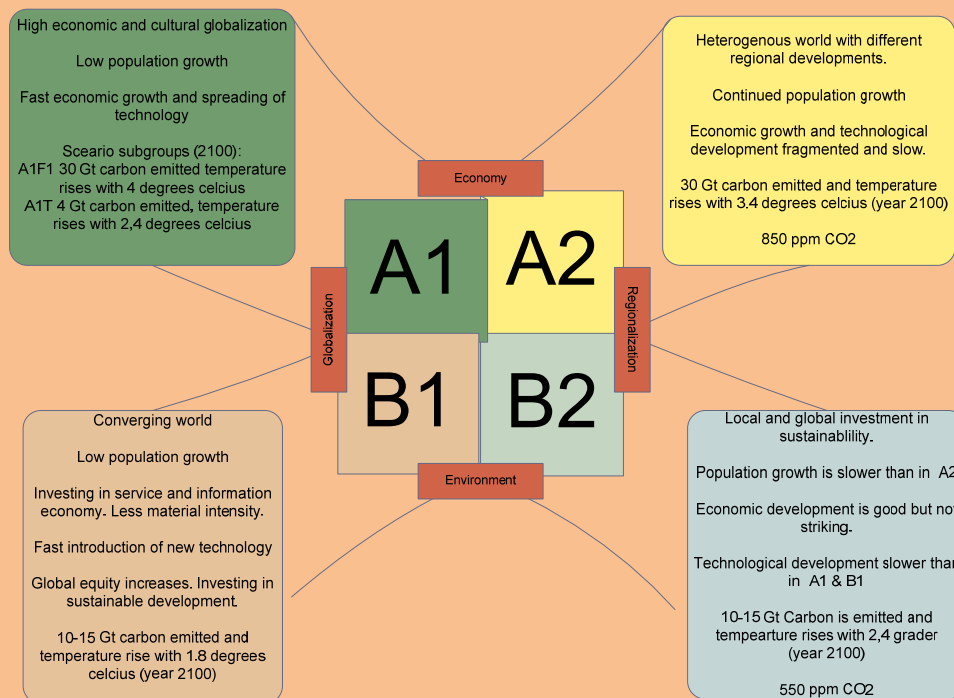 High economic and cultural globalization
Low population growth
Fast economic growth and spreading of
technology
Sceario subgroups (2100):
A1F1 30 Gt carbon emitted temperature
rises with 4 degrees celcius
A1T 4 Gt carbon emitted, temperature
rises with 2,4 degrees celcius
Heterogenous world with different
regional developments.
Continued population growth
Economic growth and technological
development fragmented and slow.
30 Gt carbon emitted and temperature
rises with 3.4 degrees celcius (year 2100)
850 ppm CO2
Economy
A1
A2
Globalization
Regionalization
B1
B2
Environment
Converging world
Low population growth
Investing in service and information
economy. Less material intensity.
Fast introduction of new technology
Global equity increases. Investing in
sustainable development.
10-15 Gt carbon emitted and
temperature rise with 1.8 degrees
celcius (year 2100)
Local and global investment in
sustainablility.
Population growth is slower than in A2
Economic development is good but not
striking.
Technological development slower than
in A1 & B1
10-15 Gt Carbon is emitted and
tempearture rises with 2,4 grader
(year 2100)
550 ppm CO2